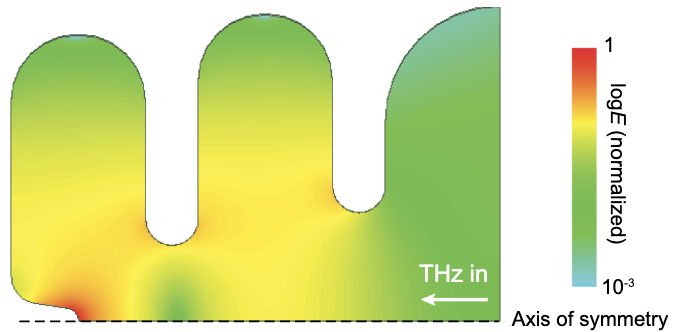 1
logE (normalized)
10⁻³
THz in
Axis of symmetry